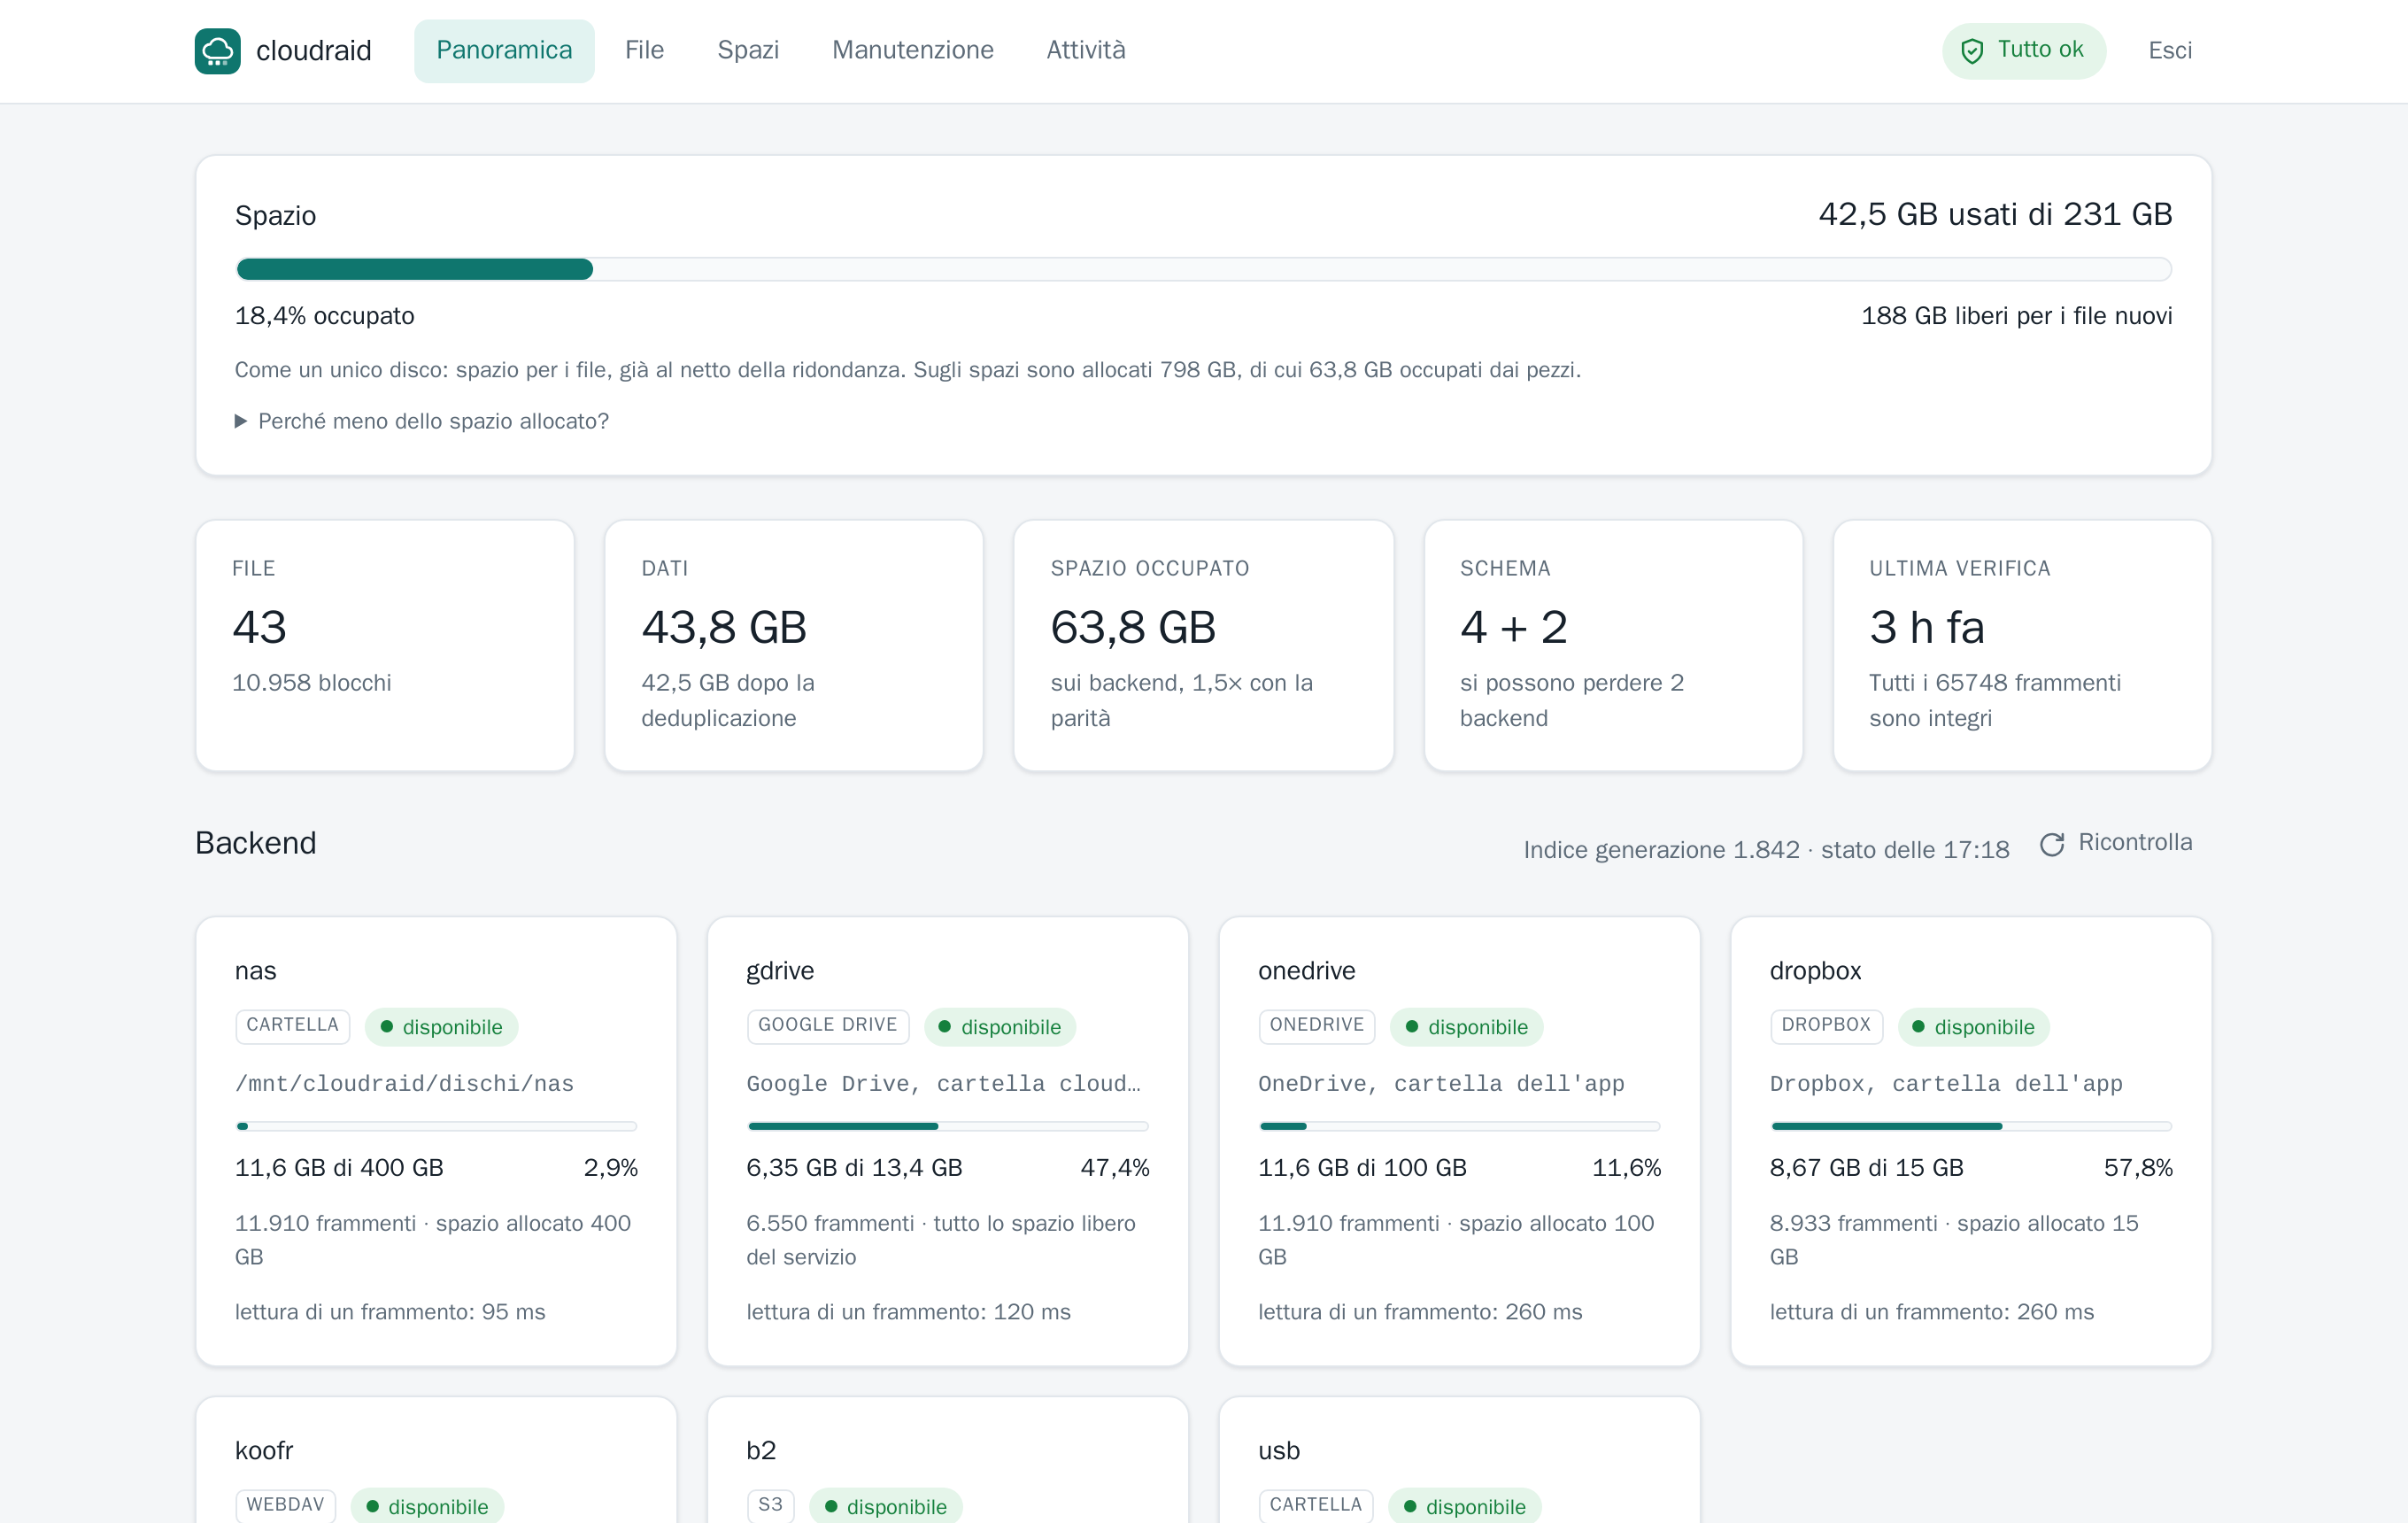 cloudraid Panoramica File Spazi Manutenzione Attività Tutto ok Esci
Spazio 42,5 GB usati di 231 GB
18,4% occupato 188 GB liberi per i file nuovi
Come un unico disco: spazio per i file, già al netto della ridondanza. Sugli spazi sono allocati 798 GB, di cui 63,8 GB occupati dai pezzi.
Perché meno dello spazio allocato?
FILE
43
10.958 blocchi
DATI
43,8 GB
42,5 GB dopo la
deduplicazione
SPAZIO OCCUPATO
63,8 GB
sui backend, 1,5× con la
parità
SCHEMA
4 + 2
si possono perdere 2
backend
ULTIMA VERIFICA
3 h fa
Tutti i 65748 frammenti
sono integri
Backend Indice generazione 1.842 · stato delle 17:18 Ricontrolla
nas
CARTELLA disponibile
/mnt/cloudraid/dischi/nas
11,6 GB di 400 GB 2,9%
11.910 frammenti · spazio allocato 400
GB
lettura di un frammento: 95 ms
gdrive
GOOGLE DRIVE disponibile
Google Drive, cartella cloud…
6,35 GB di 13,4 GB 47,4%
6.550 frammenti · tutto lo spazio libero
del servizio
lettura di un frammento: 120 ms
onedrive
ONEDRIVE disponibile
OneDrive, cartella dell'app
11,6 GB di 100 GB 11,6%
11.910 frammenti · spazio allocato 100
GB
lettura di un frammento: 260 ms
dropbox
DROPBOX disponibile
Dropbox, cartella dell'app
8,67 GB di 15 GB 57,8%
8.933 frammenti · spazio allocato 15
GB
lettura di un frammento: 260 ms
koofr
WEBDAV disponibile
b2
S3 disponibile
usb
CARTELLA disponibile